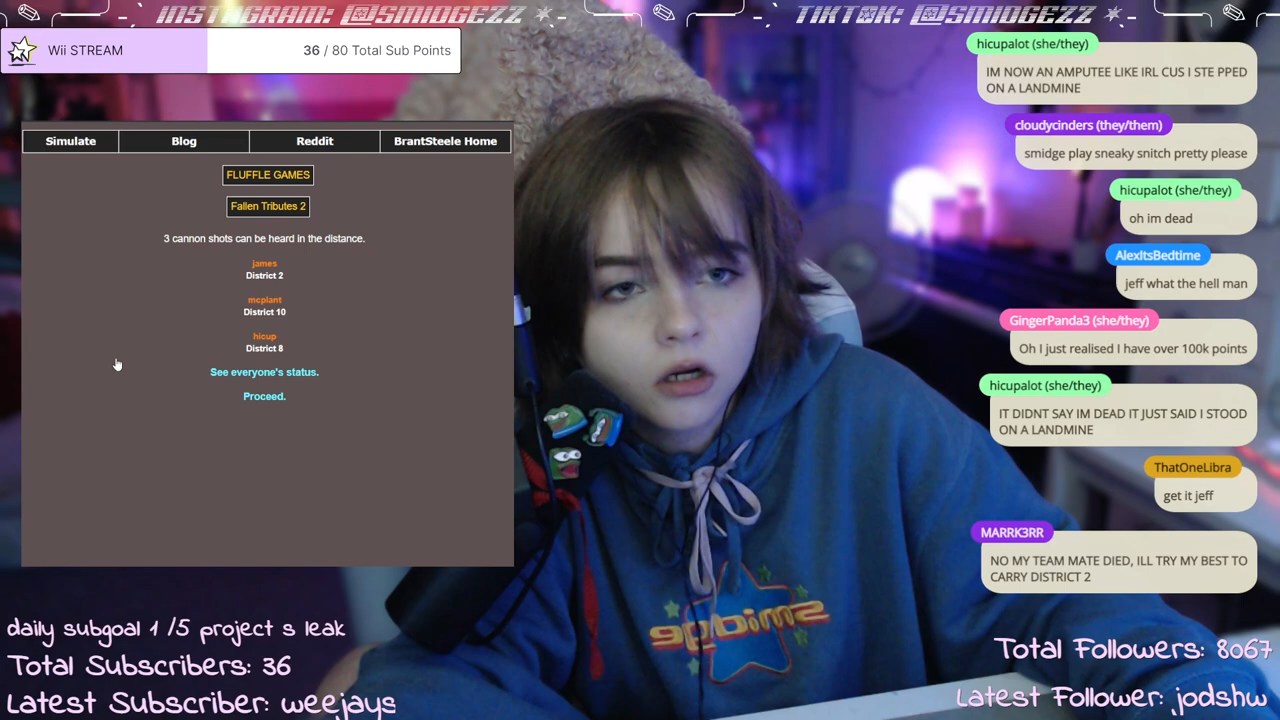 INSTAGRAM: @SMIDGEZZ
TIKTOK: @SMIDGEZZ
Wii STREAM
36 / 80 Total Sub Points
Simulate
Blog
Reddit
BrantSteele Home
FLUFFLE GAMES
Fallen Tributes 2
3 cannon shots can be heard in the distance.
james
District 2
mcplant
District 10
hicup
District 8
See everyone's status.
Proceed.
hicupalot (she/they)
IM NOW AN AMPUTEE LIKE IRL CUS I STE PPED
ON A LANDMINE
cloudycinders (they/them)
smidge play sneaky snitch pretty please
hicupalot (she/they)
oh im dead
AlexItsBedtime
jeff what the hell man
GingerPanda3 (she/they)
Oh I just realised I have over 100k points
hicupalot (she/they)
IT DIDNT SAY IM DEAD IT JUST SAID I STOOD
ON A LANDMINE
ThatOneLibra
get it jeff
MARRK3RR
NO MY TEAM MATE DIED, ILL TRY MY BEST TO
CARRY DISTRICT 2
Smidge
daily subgoal 1 /5 project s leak
Total Subscribers: 36
Latest Subscriber: weejays
Total Followers: 8067
Latest Follower: jodshw